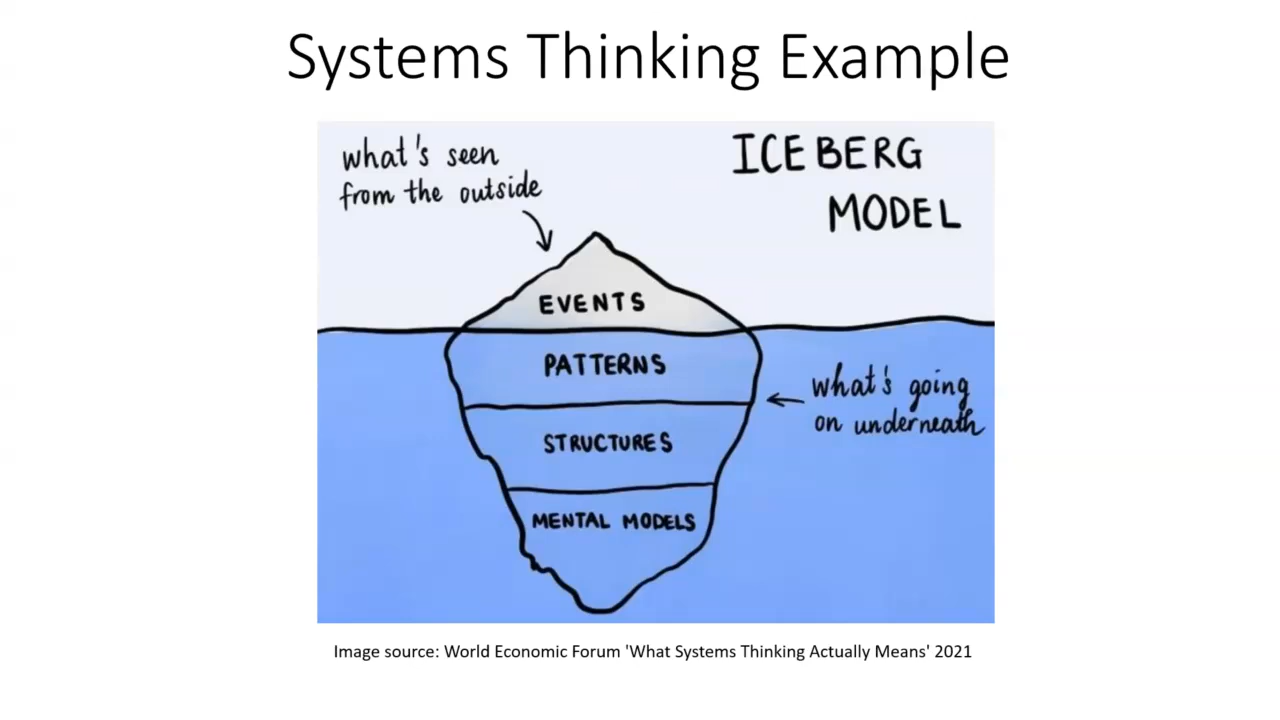 Systems Thinking Example
what's seen
from the outside
ICEBERG
MODEL
EVENTS
PATTERNS
what's going
on underneath
STRUCTURES
MENTAL MODELS
Image source: World Economic Forum 'What Systems Thinking Actually Means' 2021